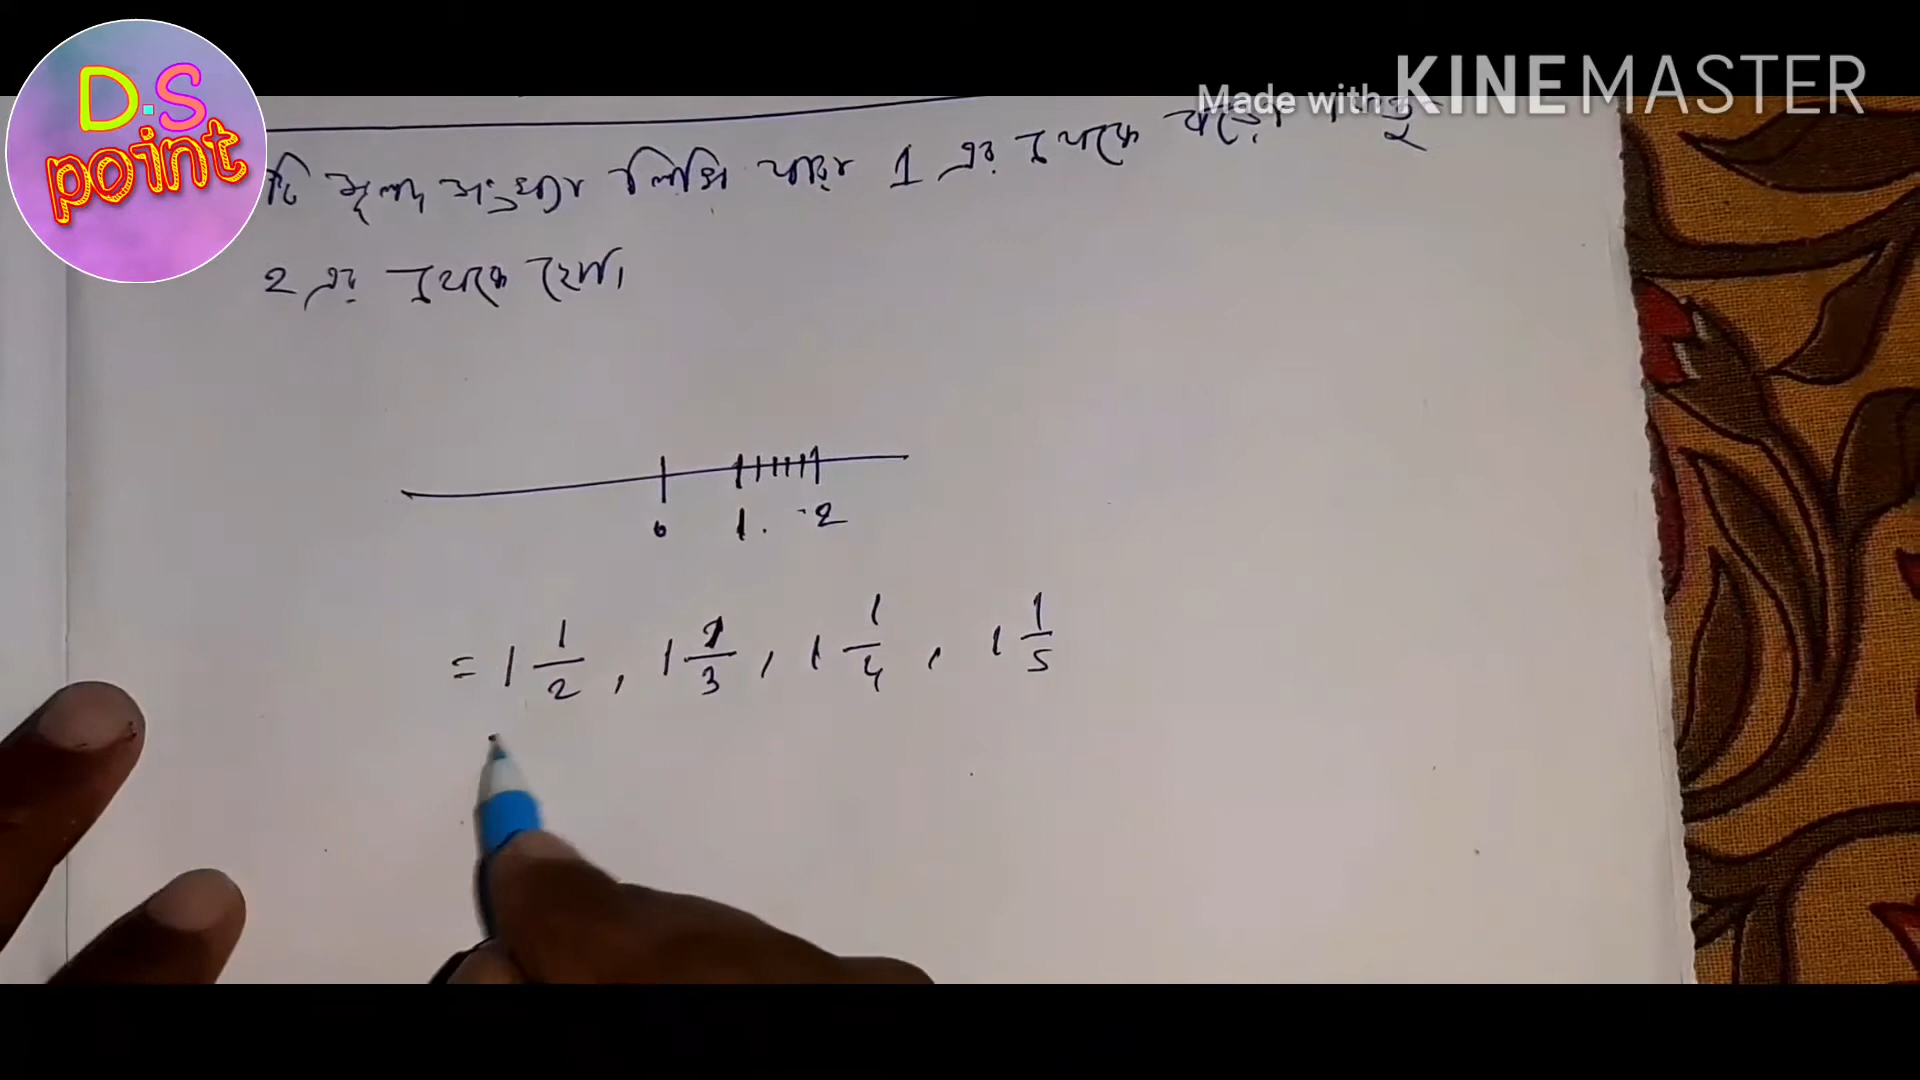 D.S
point
Made with KINEMASTER
টি মূলদ সংখ্যা লিখি যারা 1 এর থেকে বড়ো
2 এর থেকে ছোটো।
0 1 2
= 1 1/2 , 1 1/3 , 1 1/4 , 1 1/5